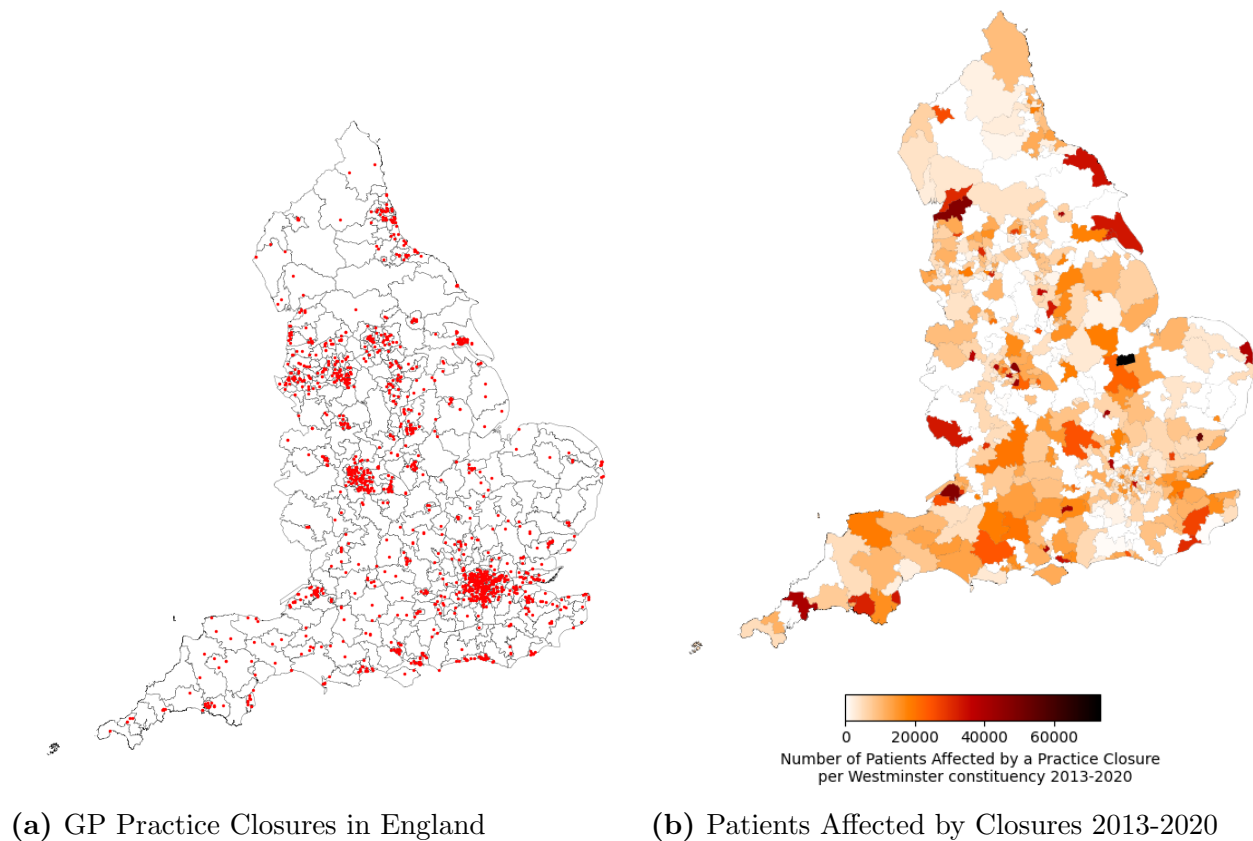 0 20000 40000 60000
Number of Patients Affected by a Practice Closure
per Westminster constituency 2013-2020
(a) GP Practice Closures in England
(b) Patients Affected by Closures 2013-2020